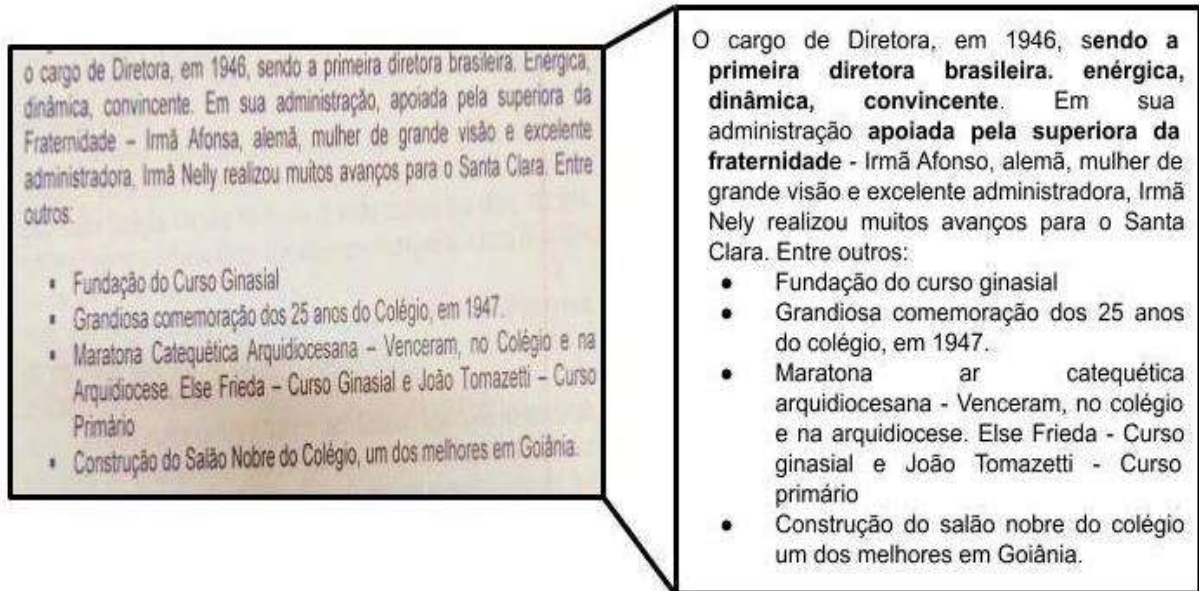 o cargo de Diretora, em 1946, sendo a primeira diretora brasileira. Enérgica,
dinâmica, convincente. Em sua administração, apoiada pela superiora da
Fraternidade – Irmã Afonsa, alemã, mulher de grande visão e excelente
administradora, Irmã Nelly realizou muitos avanços para o Santa Clara. Entre
outros:
▪ Fundação do Curso Ginasial
▪ Grandiosa comemoração dos 25 anos do Colégio, em 1947.
▪ Maratona Catequética Arquidiocesana – Venceram, no Colégio e na
Arquidiocese. Else Frieda – Curso Ginasial e João Tomazetti – Curso
Primário
▪ Construção do Salão Nobre do Colégio, um dos melhores em Goiânia.
O cargo de Diretora, em 1946, sendo a
primeira diretora brasileira. enérgica,
dinâmica, convincente. Em sua
administração apoiada pela superiora da
fraternidade - Irmã Afonso, alemã, mulher de
grande visão e excelente administradora, Irmã
Nely realizou muitos avanços para o Santa
Clara. Entre outros:
● Fundação do curso ginasial
● Grandiosa comemoração dos 25 anos
do colégio, em 1947.
● Maratona ar catequética
arquidiocesana - Venceram, no colégio
e na arquidiocese. Else Frieda - Curso
ginasial e João Tomazetti - Curso
primário
● Construção do salão nobre do colégio
um dos melhores em Goiânia.